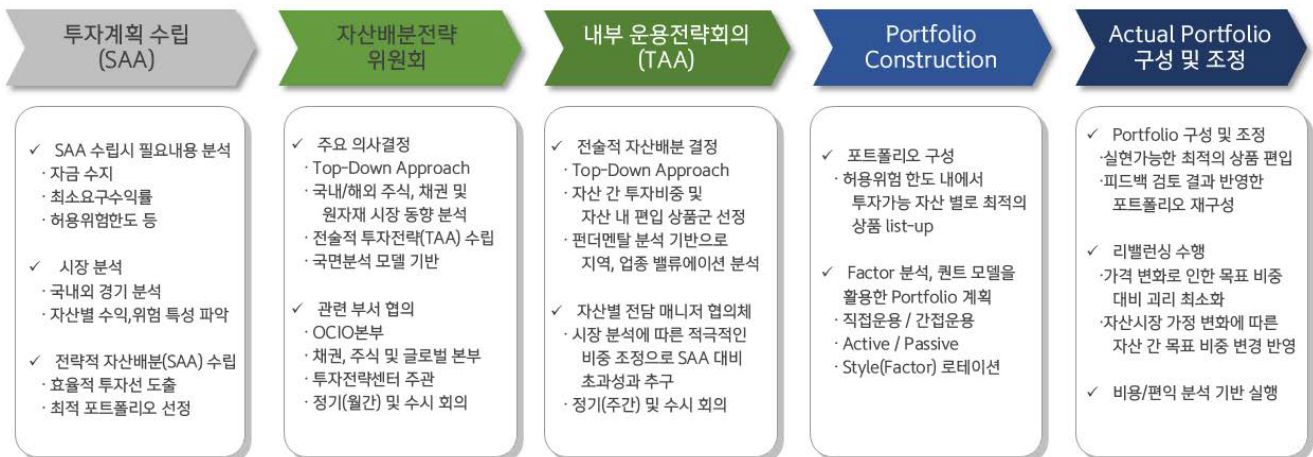 투자계획 수립
(SAA)
✓ SAA 수립시 필요내용 분석
· 자금 수지
· 최소요구수익률
· 허용위험한도 등
✓ 시장 분석
· 국내외 경기 분석
· 자산별 수익,위험 특성 파악
✓ 전략적 자산배분(SAA) 수립
· 효율적 투자선 도출
· 최적 포트폴리오 선정
자산배분전략
위원회
✓ 주요 의사결정
· Top-Down Approach
· 국내/해외 주식, 채권 및
원자재 시장 동향 분석
· 전술적 투자전략(TAA) 수립
· 국면분석 모델 기반
✓ 관련 부서 협의
· OCIO본부
· 채권, 주식 및 글로벌 본부
· 투자전략센터 주관
· 정기(월간) 및 수시 회의
내부 운용전략회의
(TAA)
✓ 전술적 자산배분 결정
· Top-Down Approach
· 자산 간 투자비중 및
자산 내 편입 상품군 선정
· 펀더멘탈 분석 기반으로
지역, 업종 밸류에이션 분석
✓ 자산별 전담 매니저 협의체
· 시장 분석에 따른 적극적인
비중 조정으로 SAA 대비
초과성과 추구
· 정기(주간) 및 수시 회의
Portfolio
Construction
✓ 포트폴리오 구성
· 허용위험 한도 내에서
투자가능 자산 별로 최적의
상품 list-up
✓ Factor 분석, 퀀트 모델을
활용한 Portfolio 계획
· 직접운용 / 간접운용
· Active / Passive
· Style(Factor) 로테이션
Actual Portfolio
구성 및 조정
✓ Portfolio 구성 및 조정
·실현가능한 최적의 상품 편입
·피드백 검토 결과 반영한
포트폴리오 재구성
✓ 리밸런싱 수행
·가격 변화로 인한 목표 비중
대비 괴리 최소화
·자산시장 가정 변화에 따른
자산 간 목표 비중 변경 반영
✓ 비용/편익 분석 기반 실행